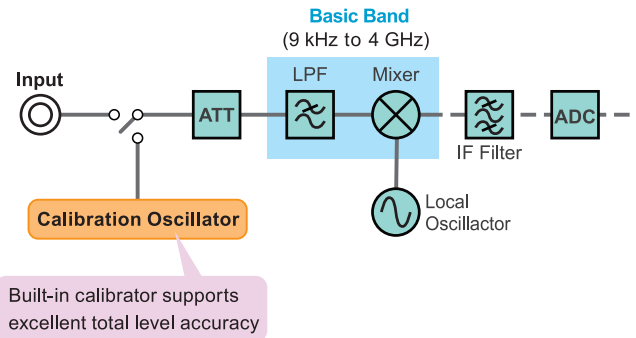 Basic Band
(9 kHz to 4 GHz)
Input
LPF
Mixer
ATT
IF Filter
ADC
Local
Oscillactor
Calibration Oscillator
Built-in calibrator supports
excellent total level accuracy